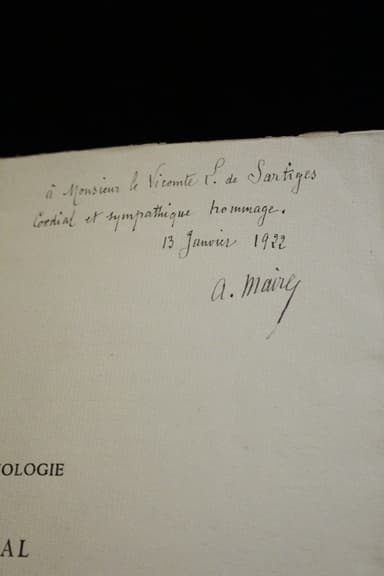 à Monsieur le Vicomte L. de Sartiges
Cordial et sympathique hommage.
13 Janvier 1922
A. Maire
OLOGIE
AL